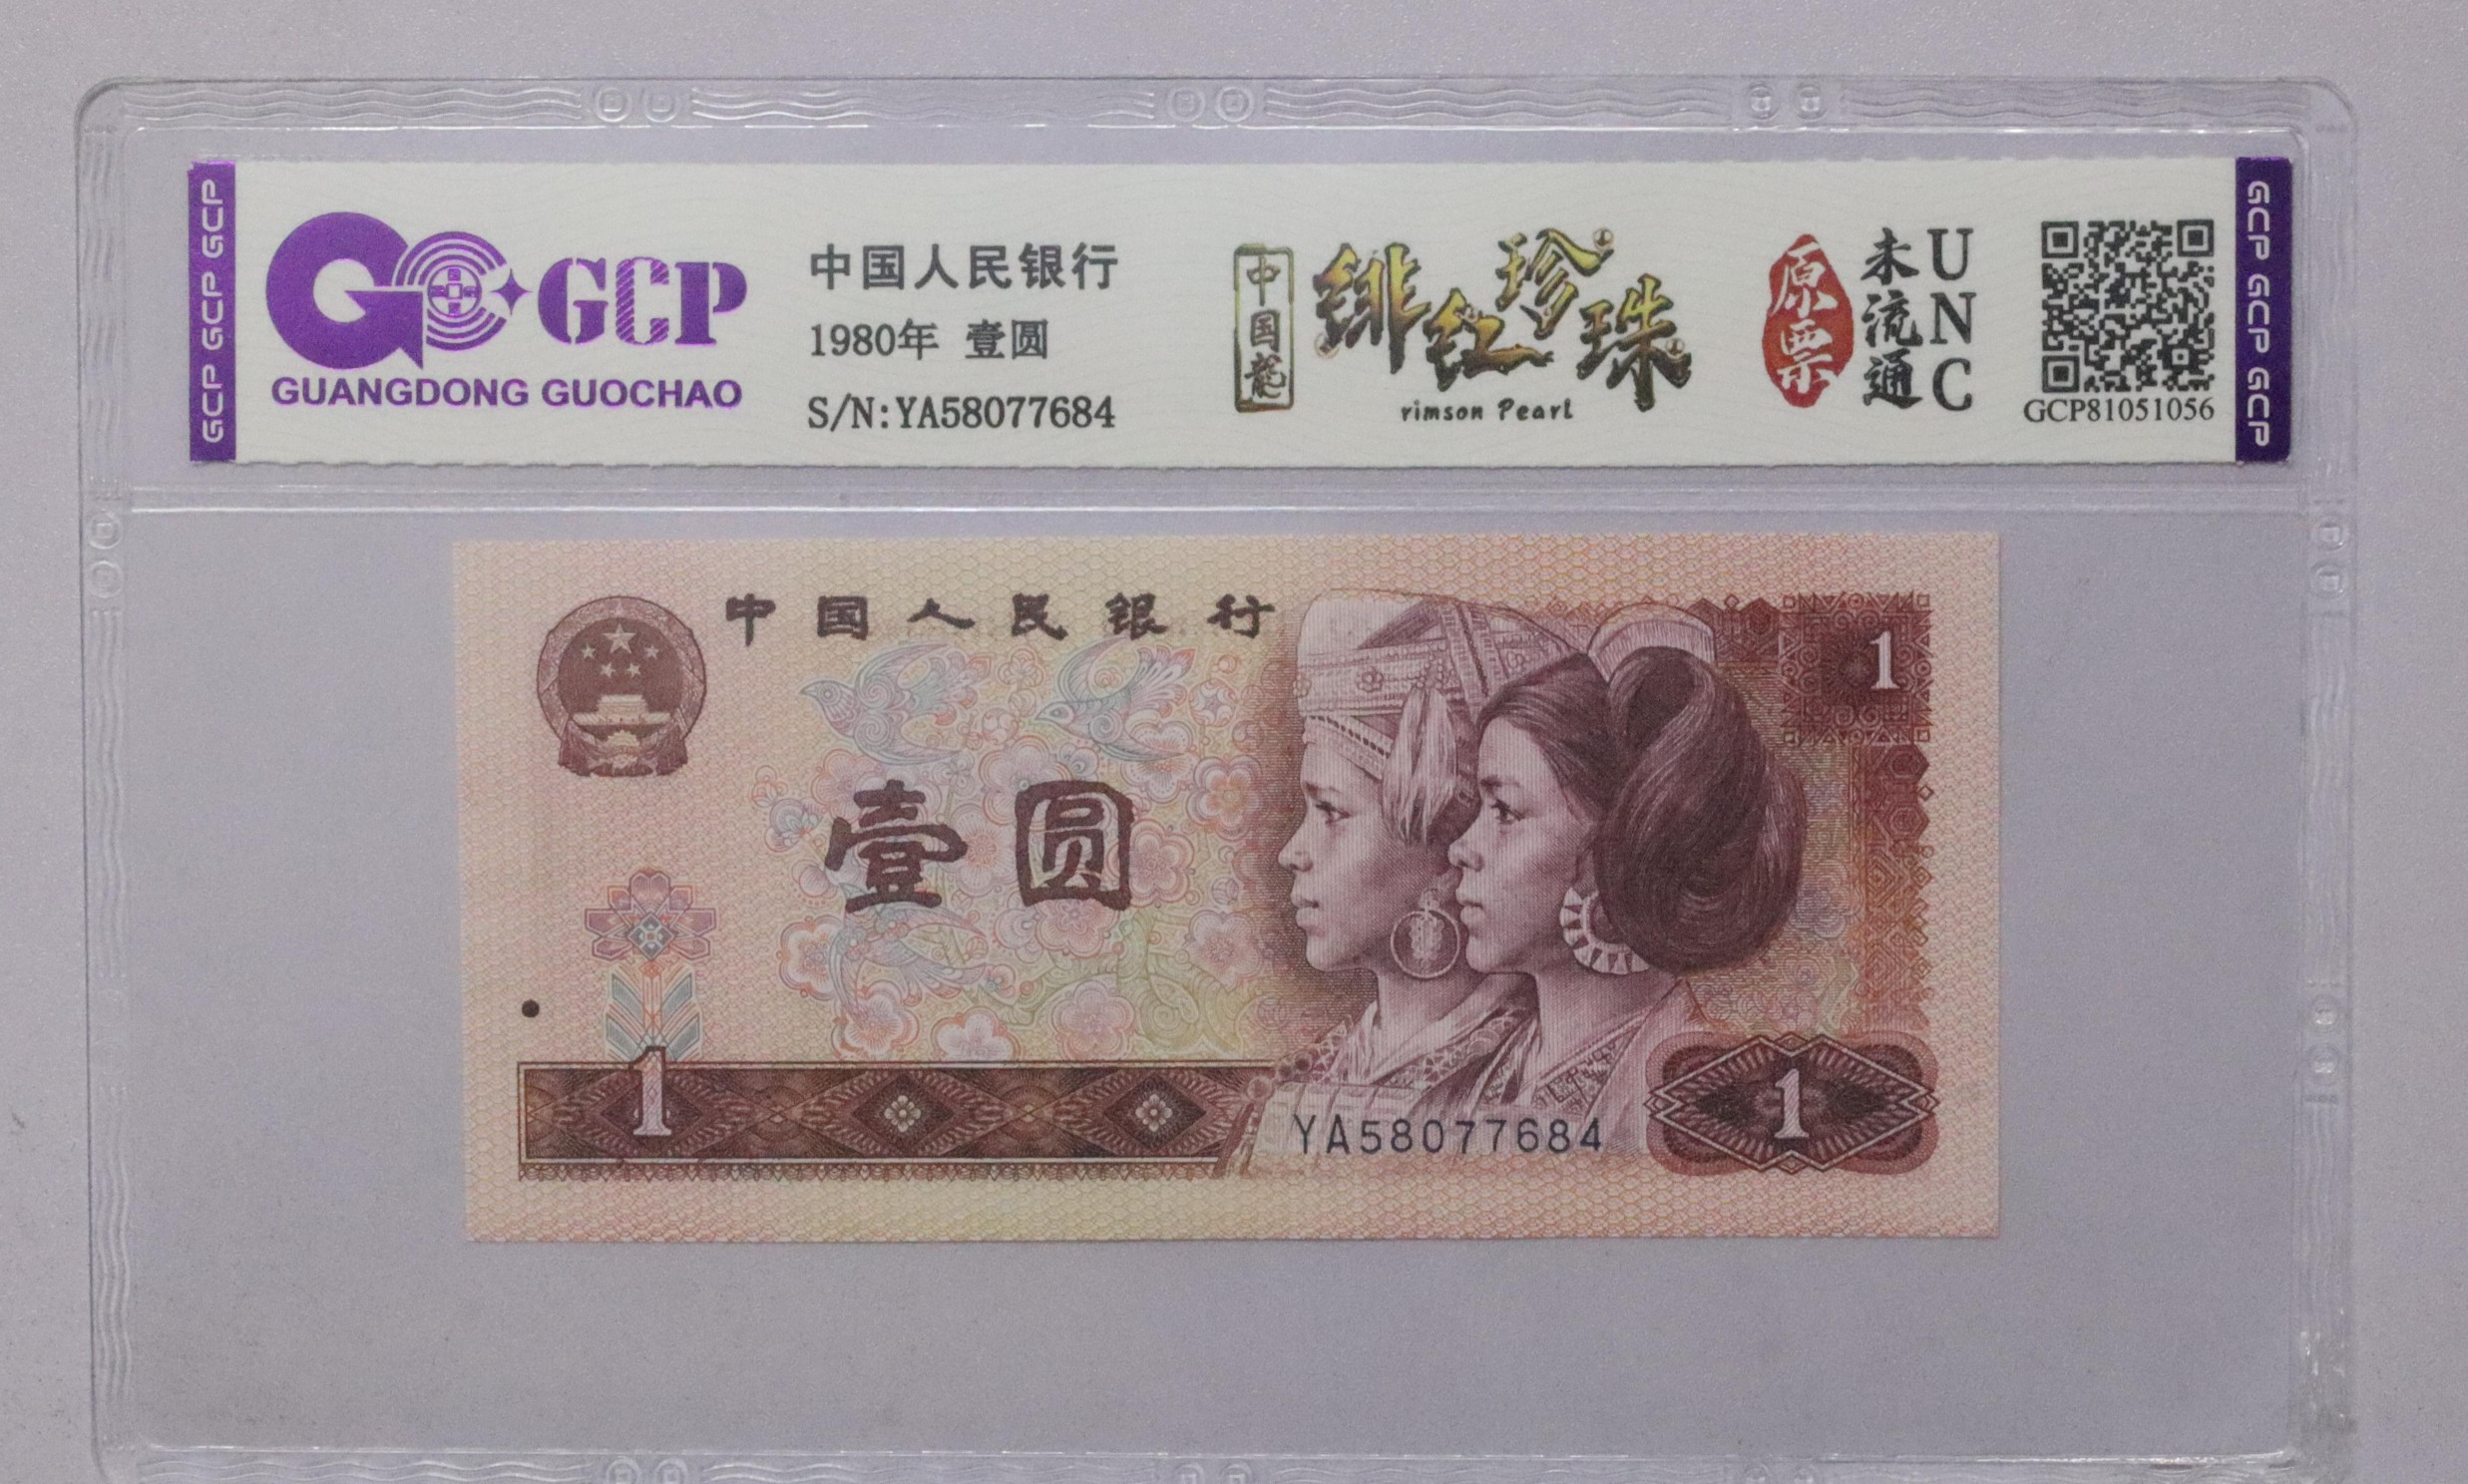 GCP GCP GCP
GCP
GUANGDONG GUOCHAO
中国人民银行
1980年 壹圆
S/N:YA58077684
中国龍
绯红珍珠
rimson Pearl
原票
未流通
UNC
GCP81051056
GCP GCP GCP
中国人民银行
1
壹圆
1
YA58077684
1